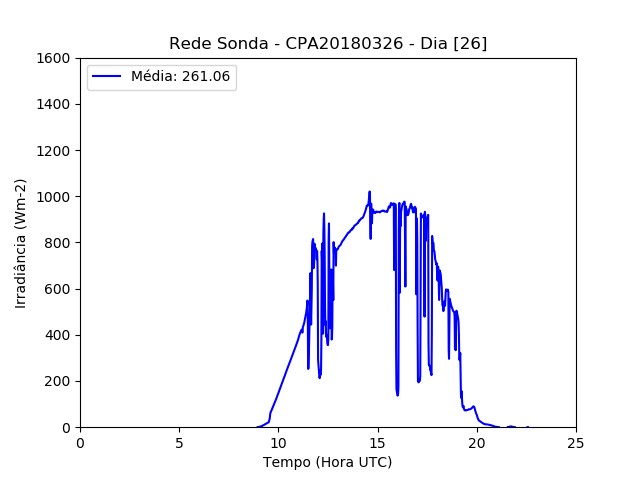 Rede Sonda - CPA20180326 - Dia [26]
Média: 261.06
Irradiância (Wm-2)
1600
1400
1200
1000
800
600
400
200
0
0 5 10 15 20 25
Tempo (Hora UTC)